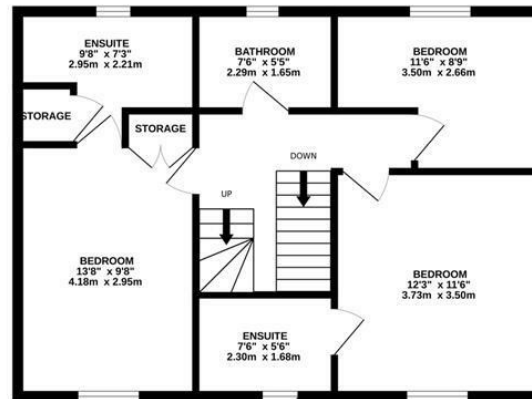 ENSUITE
9'8" x 7'3"
2.95m x 2.21m
BATHROOM
7'6" x 5'5"
2.29m x 1.65m
BEDROOM
11'6" x 8'9"
3.50m x 2.66m
STORAGE
STORAGE
DOWN
UP
BEDROOM
13'8" x 9'8"
4.18m x 2.95m
BEDROOM
12'3" x 11'6"
3.73m x 3.50m
ENSUITE
7'6" x 5'6"
2.30m x 1.68m